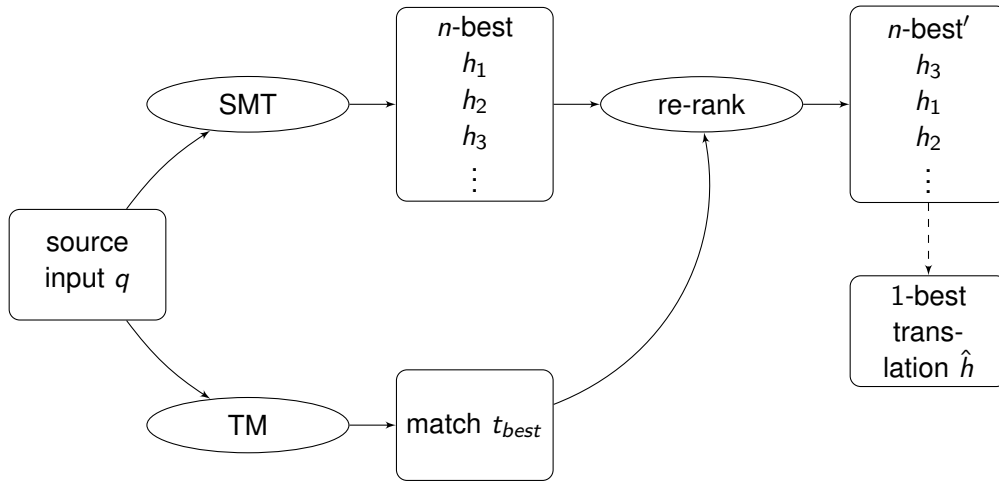 SMT
n-best
h₁
h₂
h₃
⋮
re-rank
n-best′
h₃
h₁
h₂
⋮
source
input q
1-best
trans-
lation ĥ
TM
match t_best